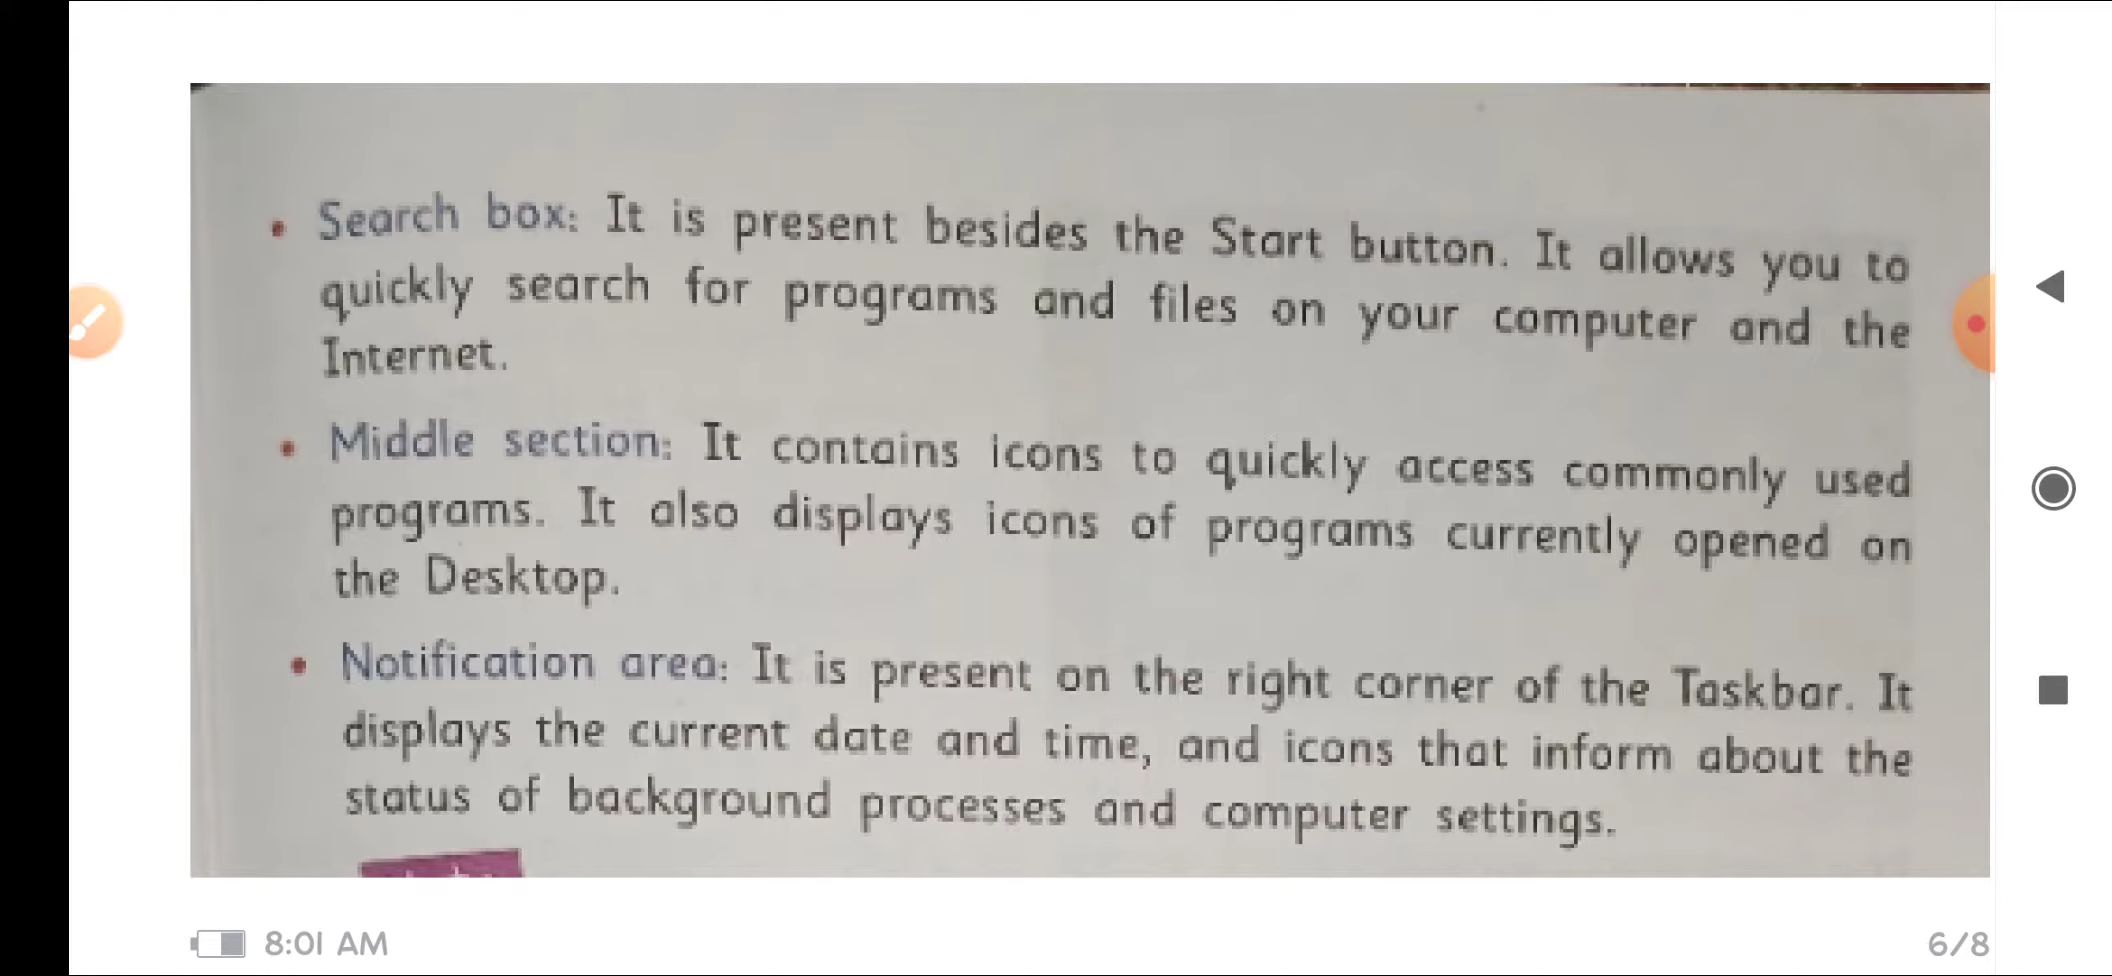 • Search box: It is present besides the Start button. It allows you to
quickly search for programs and files on your computer and the
Internet.
• Middle section: It contains icons to quickly access commonly used
programs. It also displays icons of programs currently opened on
the Desktop.
• Notification area: It is present on the right corner of the Taskbar. It
displays the current date and time, and icons that inform about the
status of background processes and computer settings.
8:01 AM
6/8